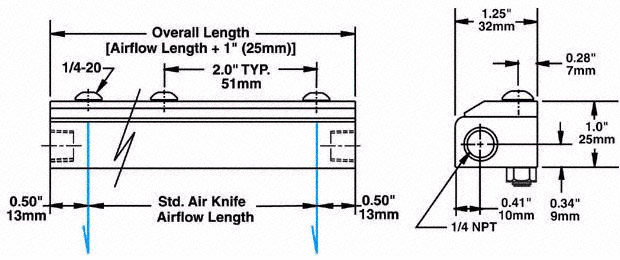 Overall Length
[Airflow Length + 1" (25mm)]
1/4-20
2.0" TYP.
51mm
0.50"
13mm
Std. Air Knife
Airflow Length
0.50"
13mm
1.25"
32mm
0.28"
7mm
1.0"
25mm
0.41"
10mm
0.34"
9mm
1/4 NPT